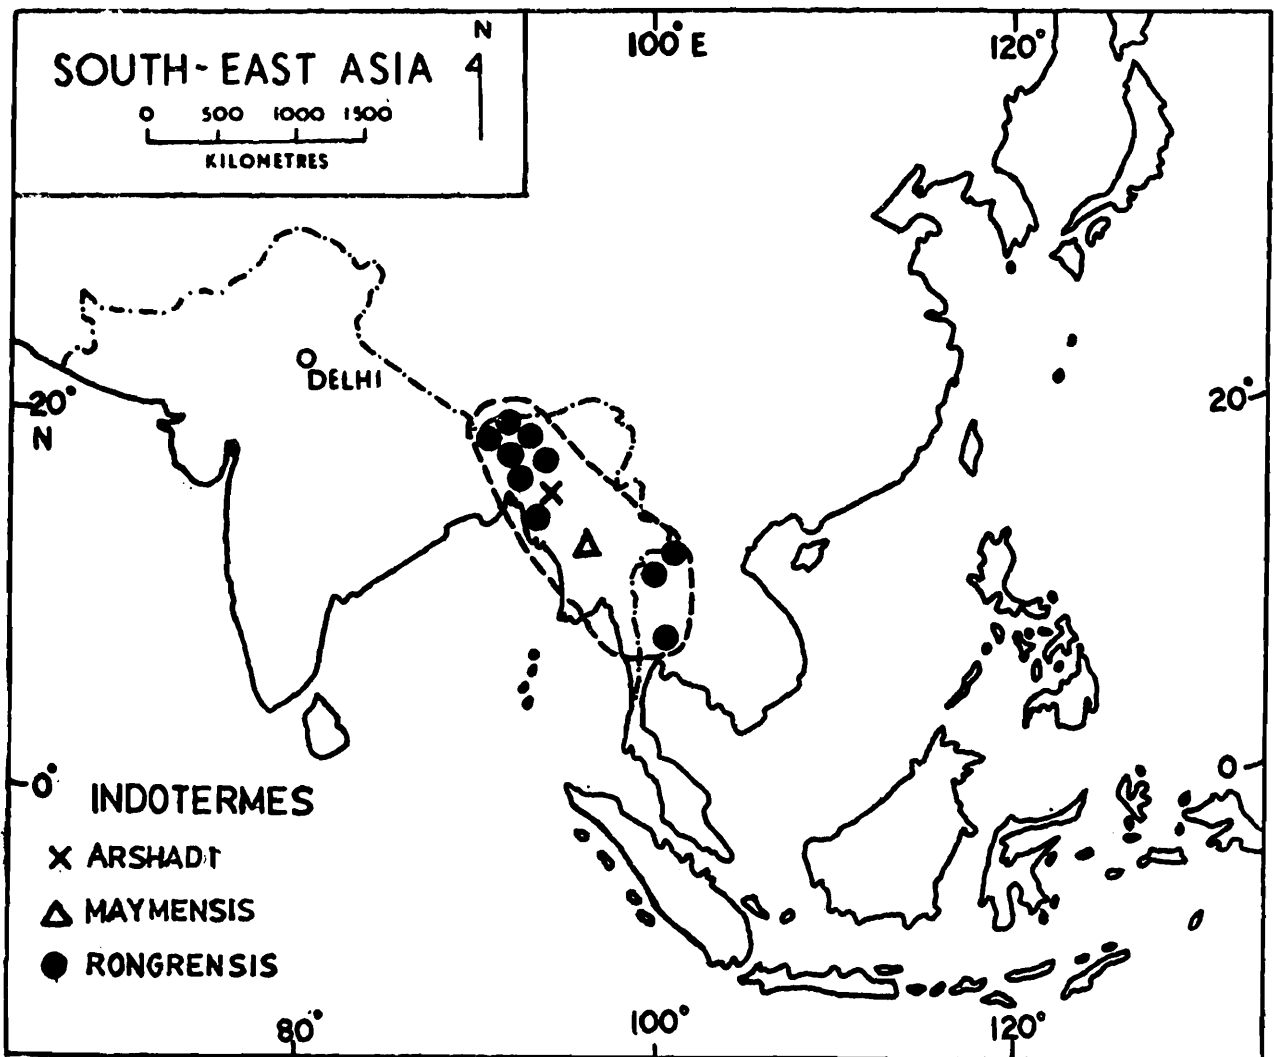 N
SOUTH-EAST ASIA
0 500 1000 1500
KILOMETRES
100°E
120°
DELHI
20°
N
20°
0°
0
INDOTERMES
× ARSHADI
△ MAYMENSIS
● RONGRENSIS
80°
100°
120°